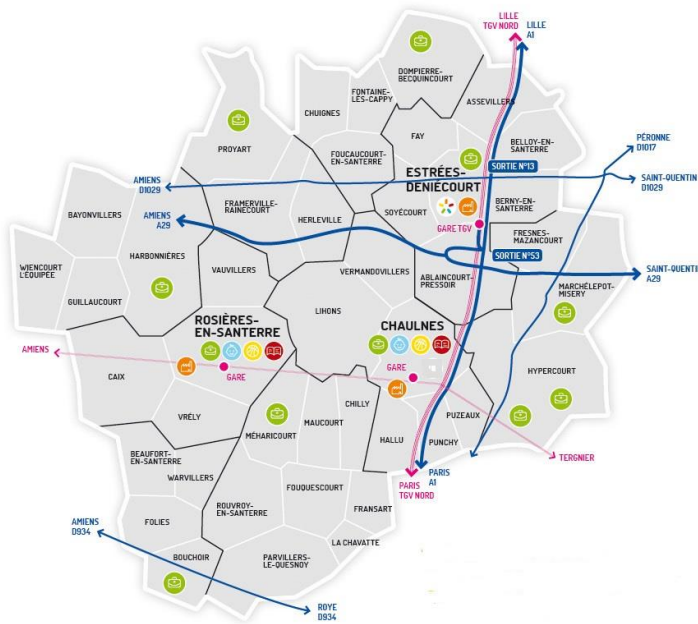 LILLE
TGV NORD
LILLE
A1
DOMPIERRE-
BECQUINCOURT
FONTAINE-
LÈS-CAPPY
ASSEVILLERS
CHUIGNES
PROYART
FAY
BELLOY-EN-
SANTERRE
PÉRONNE
D1017
FOUCAUCOURT-
EN-SANTERRE
SORTIE N°13
ESTRÉES-
DENIÉCOURT
SAINT-QUENTIN
D1029
AMIENS
D1029
FRAMERVILLE-
RAINECOURT
SOYÉCOURT
BERNY-EN-
SANTERRE
BAYONVILLERS
AMIENS
A29
HERLEVILLE
GARE TGV
FRESNES-
MAZANCOURT
HARBONNIÈRES
SORTIE N°53
WIENCOURT
L'ÉQUIPÉE
VAUVILLERS
VERMANDOVILLERS
ABLAINCOURT-
PRESSOIR
SAINT-QUENTI
A29
GUILLAUCOURT
MARCHÉLEPOT-
MISERY
LIHONS
ROSIÈRES-
EN-SANTERRE
CHAULNES
AMIENS
GARE
GARE
HYPERCOURT
CAIX
VRÉLY
CHILLY
PUZEAUX
MÉHARICOURT
MAUCOURT
HALLU
PUNCHY
BEAUFORT-
EN-SANTERRE
TERGNIER
WARVILLERS
PARIS
A1
PARIS
TGV NORD
FOUQUESCOURT
ROUVROY-
EN-SANTERRE
FRANSART
AMIENS
D934
FOLIES
LA CHAVATTE
BOUCHOIR
PARVILLERS-
LE-QUESNOY
ROYE
D934